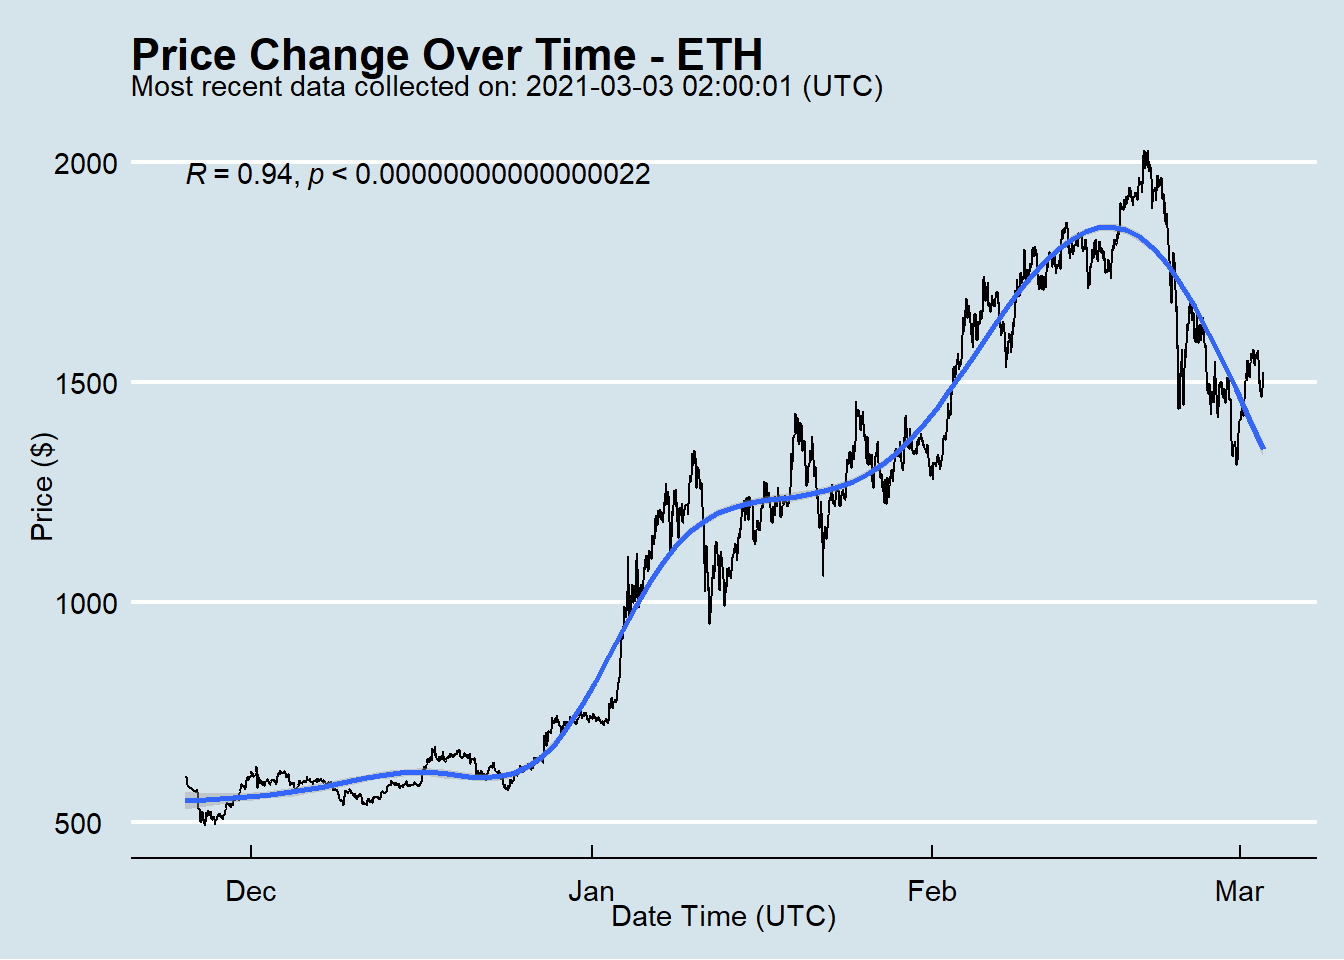 Price Change Over Time - ETH
Most recent data collected on: 2021-03-03 02:00:01 (UTC)
R = 0.94, p < 0.00000000000000022
2000
1500
1000
500
Price ($)
Dec Jan Feb Mar
Date Time (UTC)